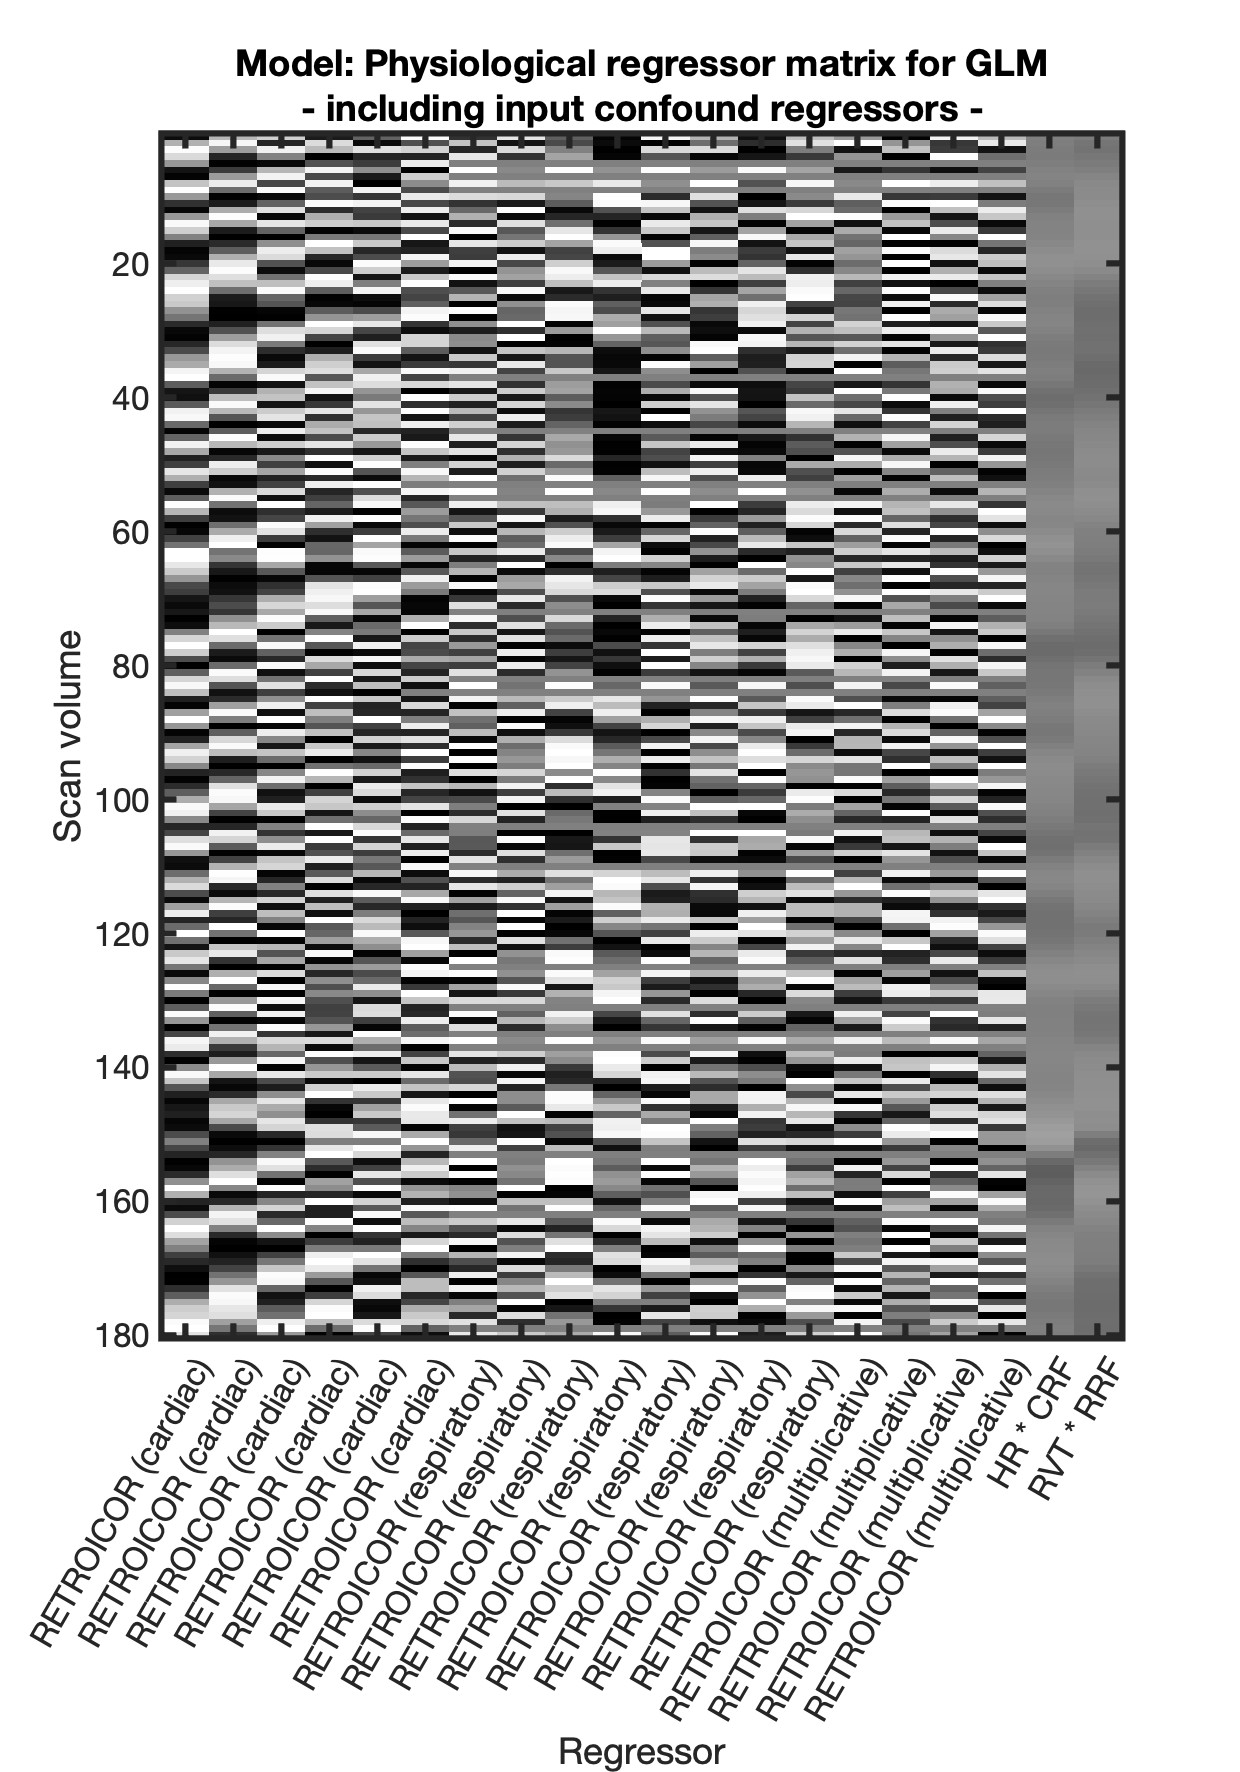 Model: Physiological regressor matrix for GLM
- including input confound regressors -
20
40
60
80
100
120
140
160
180
Scan volume
RETROICOR (cardiac)
RETROICOR (cardiac)
RETROICOR (cardiac)
RETROICOR (cardiac)
RETROICOR (cardiac)
RETROICOR (cardiac)
RETROICOR (respiratory)
RETROICOR (respiratory)
RETROICOR (respiratory)
RETROICOR (respiratory)
RETROICOR (respiratory)
RETROICOR (respiratory)
RETROICOR (respiratory)
RETROICOR (respiratory)
RETROICOR (multiplicative)
RETROICOR (multiplicative)
RETROICOR (multiplicative)
RETROICOR (multiplicative)
HR * CRF
RVT * RRF
Regressor